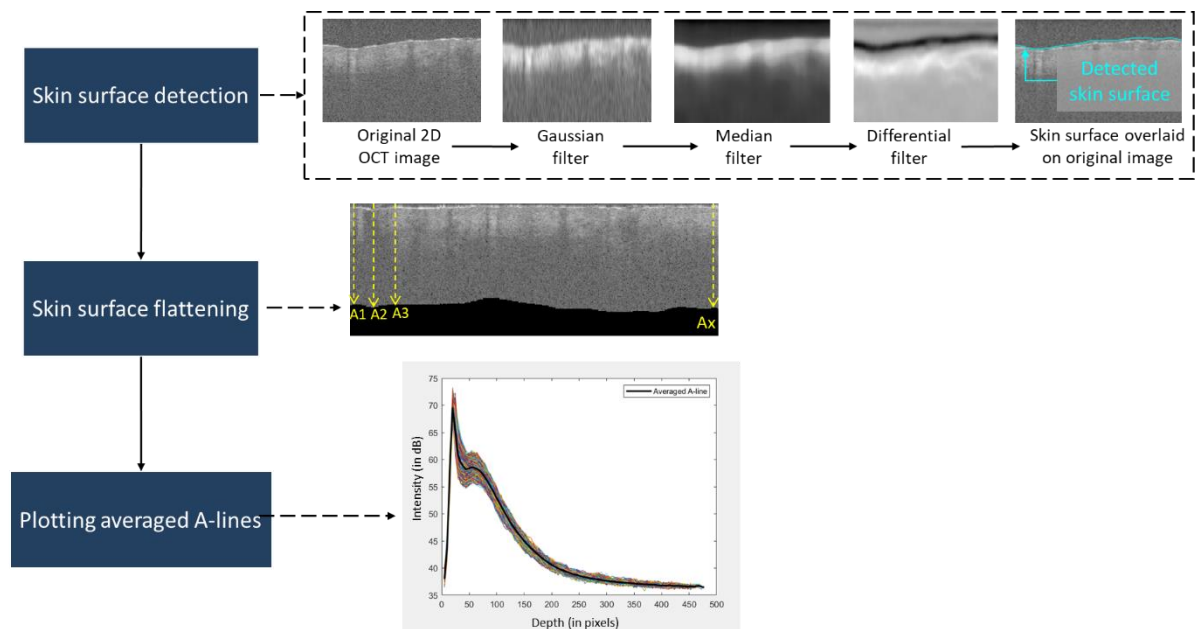 Skin surface detection
Detected
skin surface
Original 2D
OCT image
Gaussian
filter
Median
filter
Differential
filter
Skin surface overlaid
on original image
Skin surface flattening
A1 A2 A3 Ax
Plotting averaged A-lines
Averaged A-line
Intensity (in dB)
75
70
65
60
55
50
45
40
35
0 50 100 150 200 250 300 350 400 450 500
Depth (in pixels)